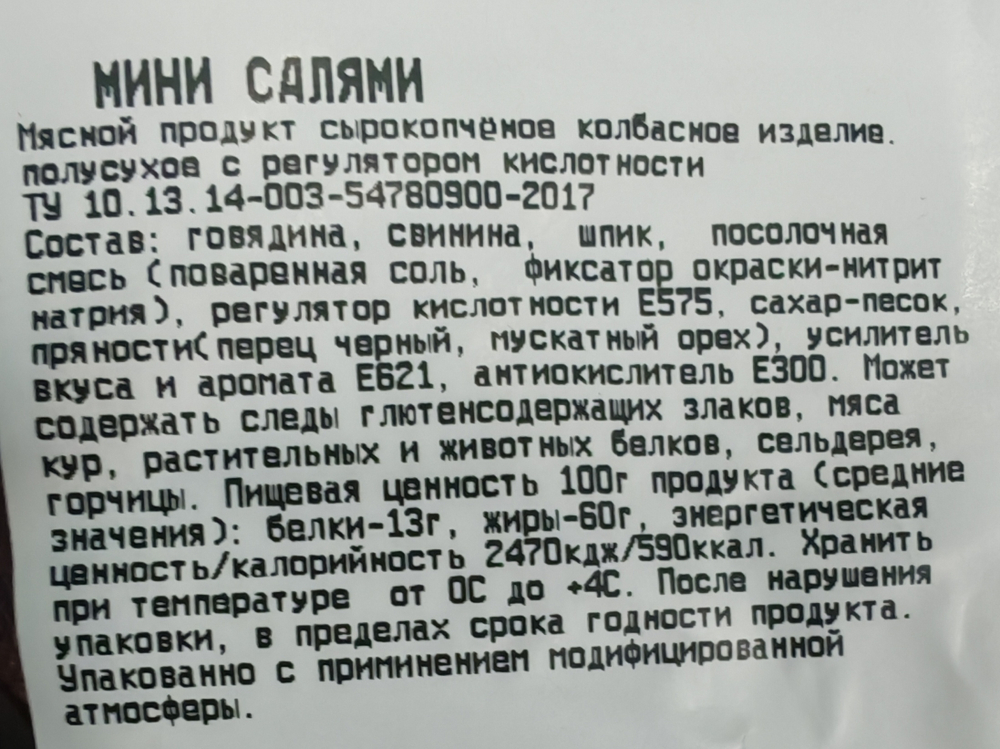 МИНИ САЛЯМИ
Мясной продукт сырокопчёное колбасное изделие.
полусухое с регулятором кислотности
ТУ 10.13.14-003-54780900-2017
Состав: говядина, свинина, шпик, посолочная
смесь (поваренная соль, фиксатор окраски-нитрит
натрия), регулятор кислотности Е575, сахар-песок,
пряности(перец черный, мускатный орех), усилитель
вкуса и аромата Е621, антиокислитель Е300. Может
содержать следы глютенсодержащих злаков, мяса
кур, растительных и животных белков, сельдерея,
горчицы. Пищевая ценность 100г продукта (средние
значения): белки-13г, жиры-60г, энергетическая
ценность/калорийность 2470кдж/590ккал. Хранить
при температуре от 0С до +4С. После нарушения
упаковки, в пределах срока годности продукта.
Упакованно с приминением модифицированной
атмосферы.